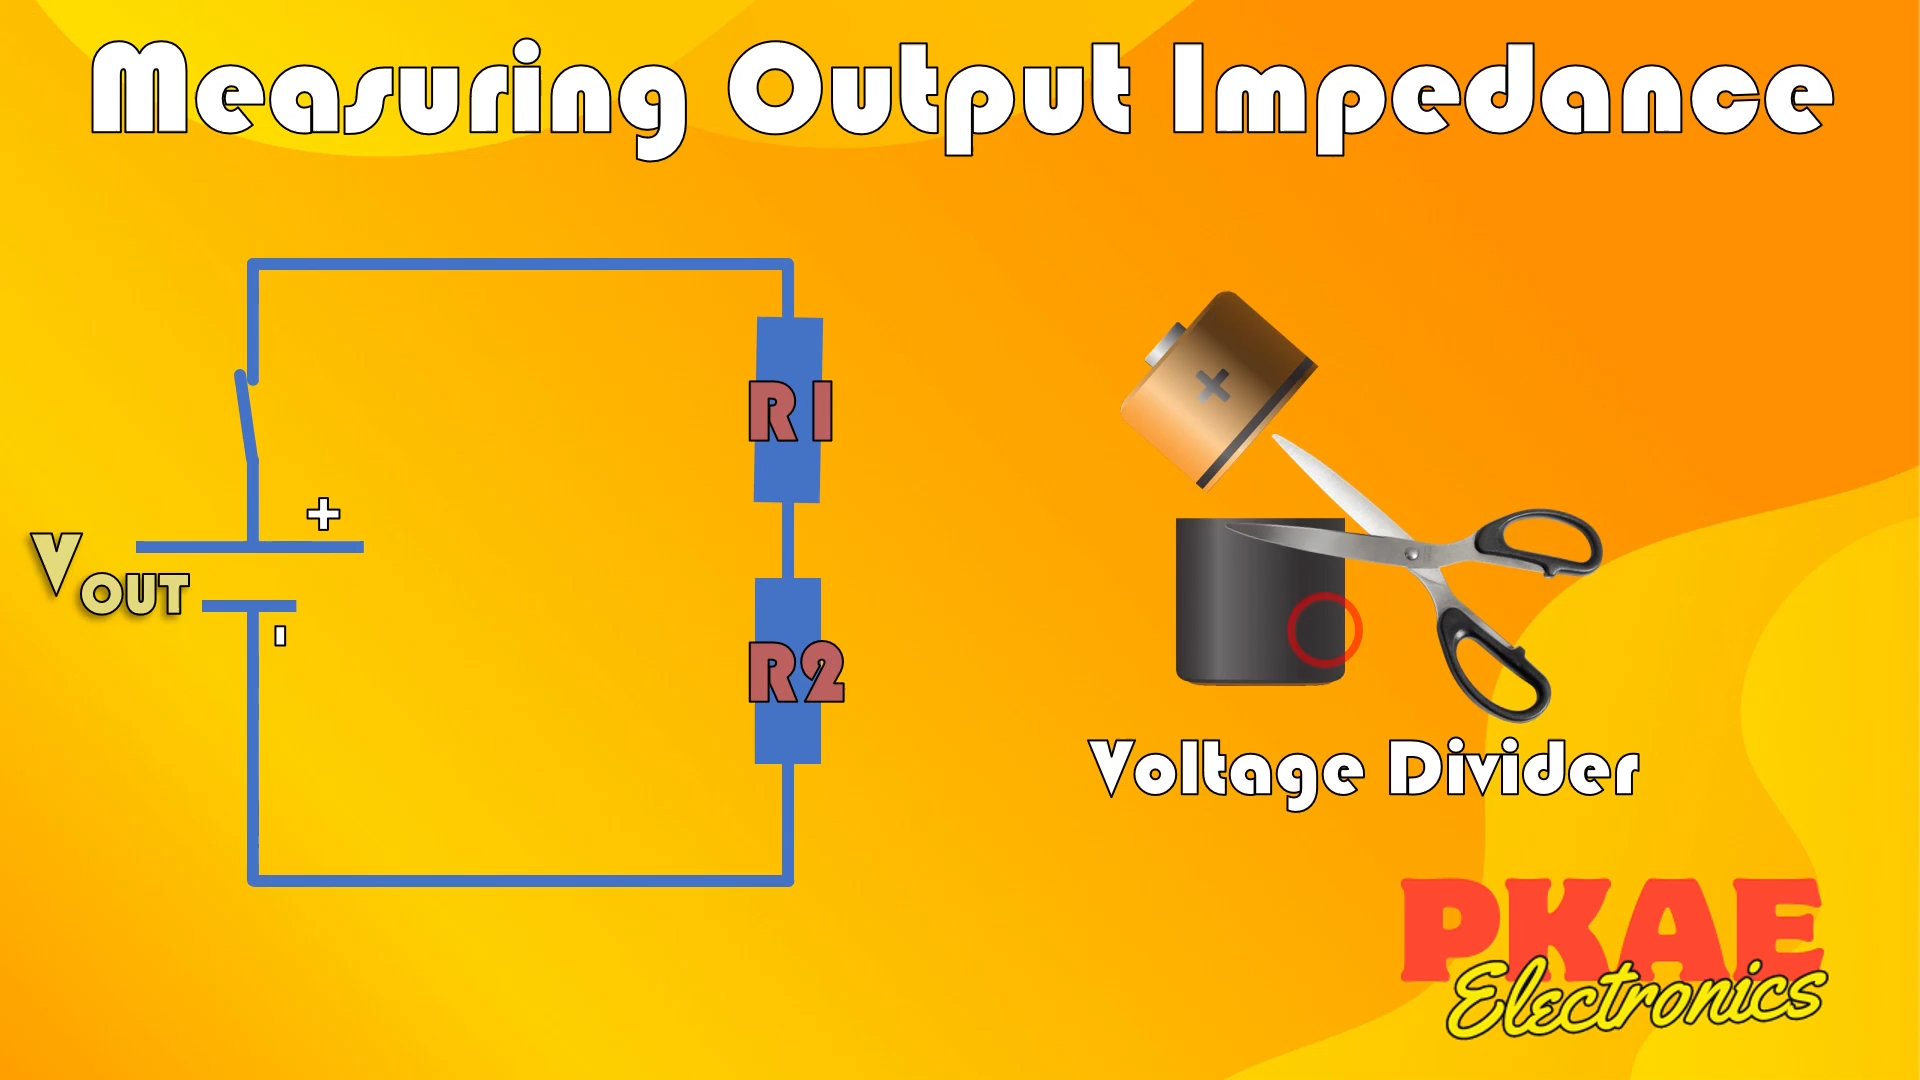 Measuring Output Impedance
R1
+
VOUT
-
R2
+
Voltage Divider
PKAE
Electronics